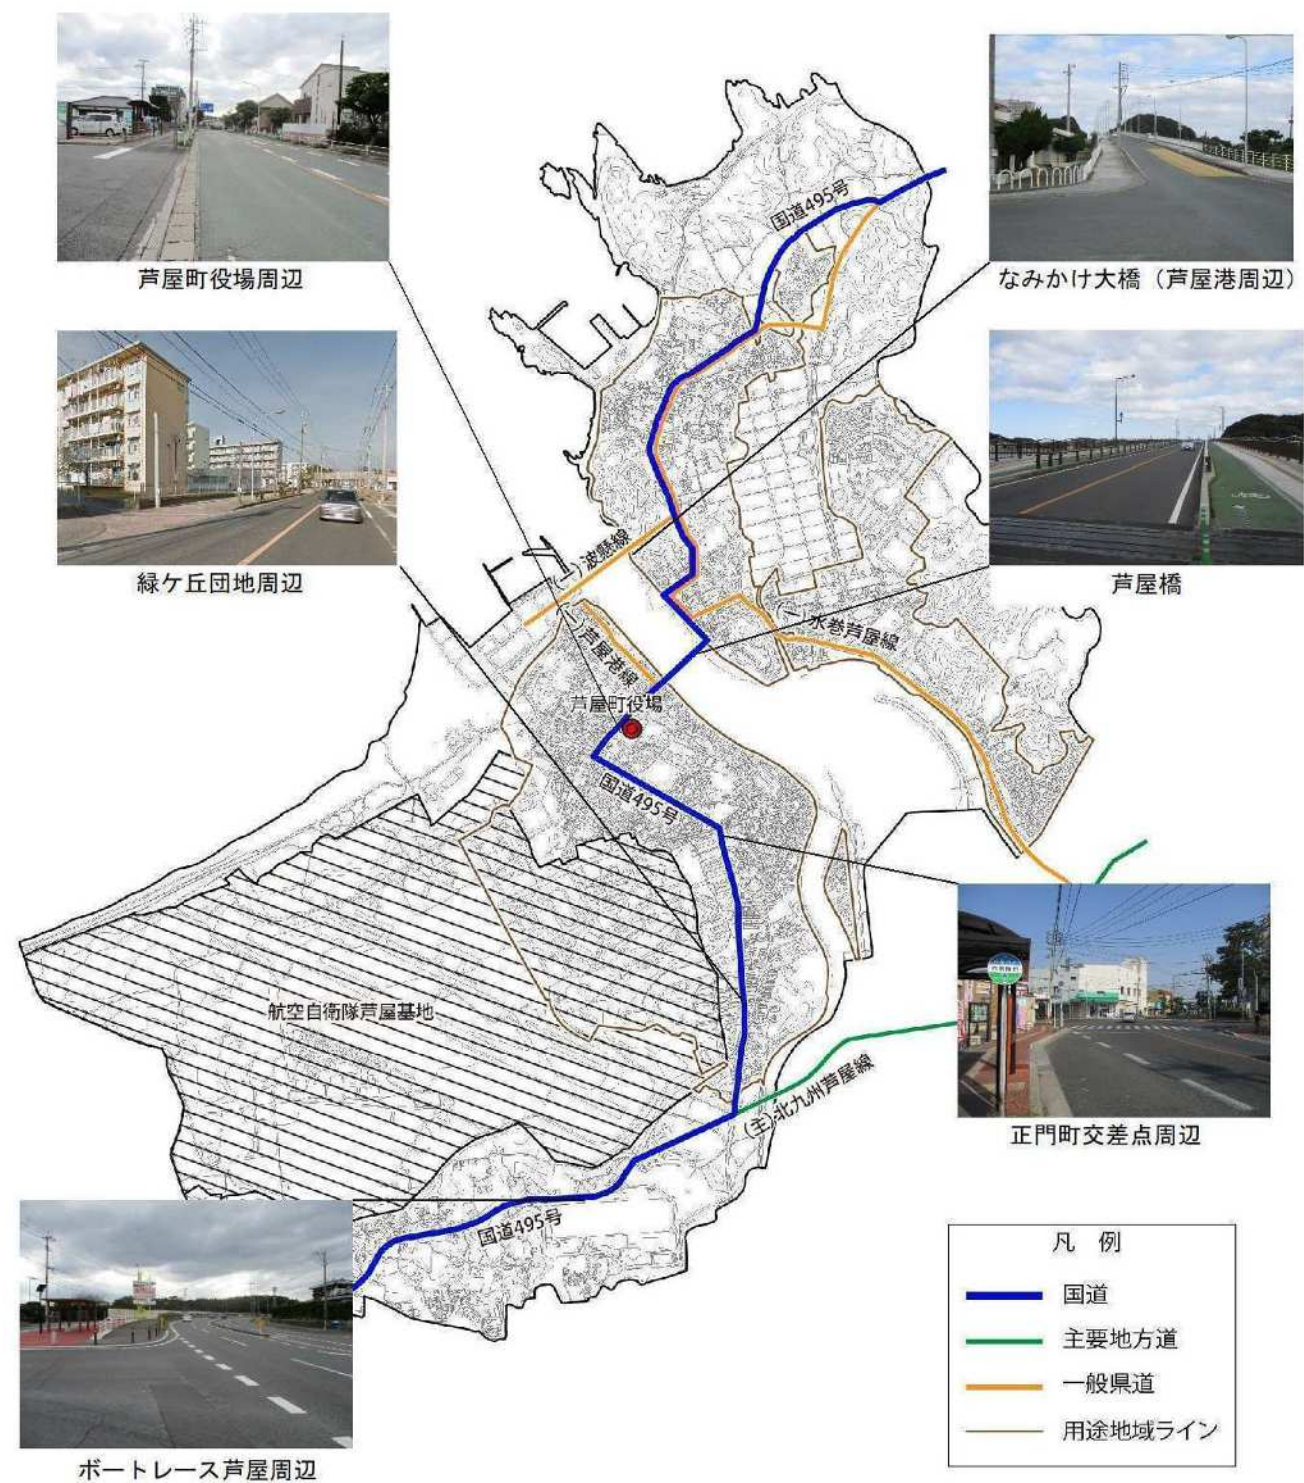 芦屋町役場周辺
なみかけ大橋（芦屋港周辺）
緑ケ丘団地周辺
芦屋橋
国道495号
(一)波懸線
(一)芦屋港線
(一)水巻芦屋線
芦屋町役場
国道495号
航空自衛隊芦屋基地
(主)北九州芦屋線
正門町交差点周辺
国道495号
ボートレース芦屋周辺
凡 例
国道
主要地方道
一般県道
用途地域ライン